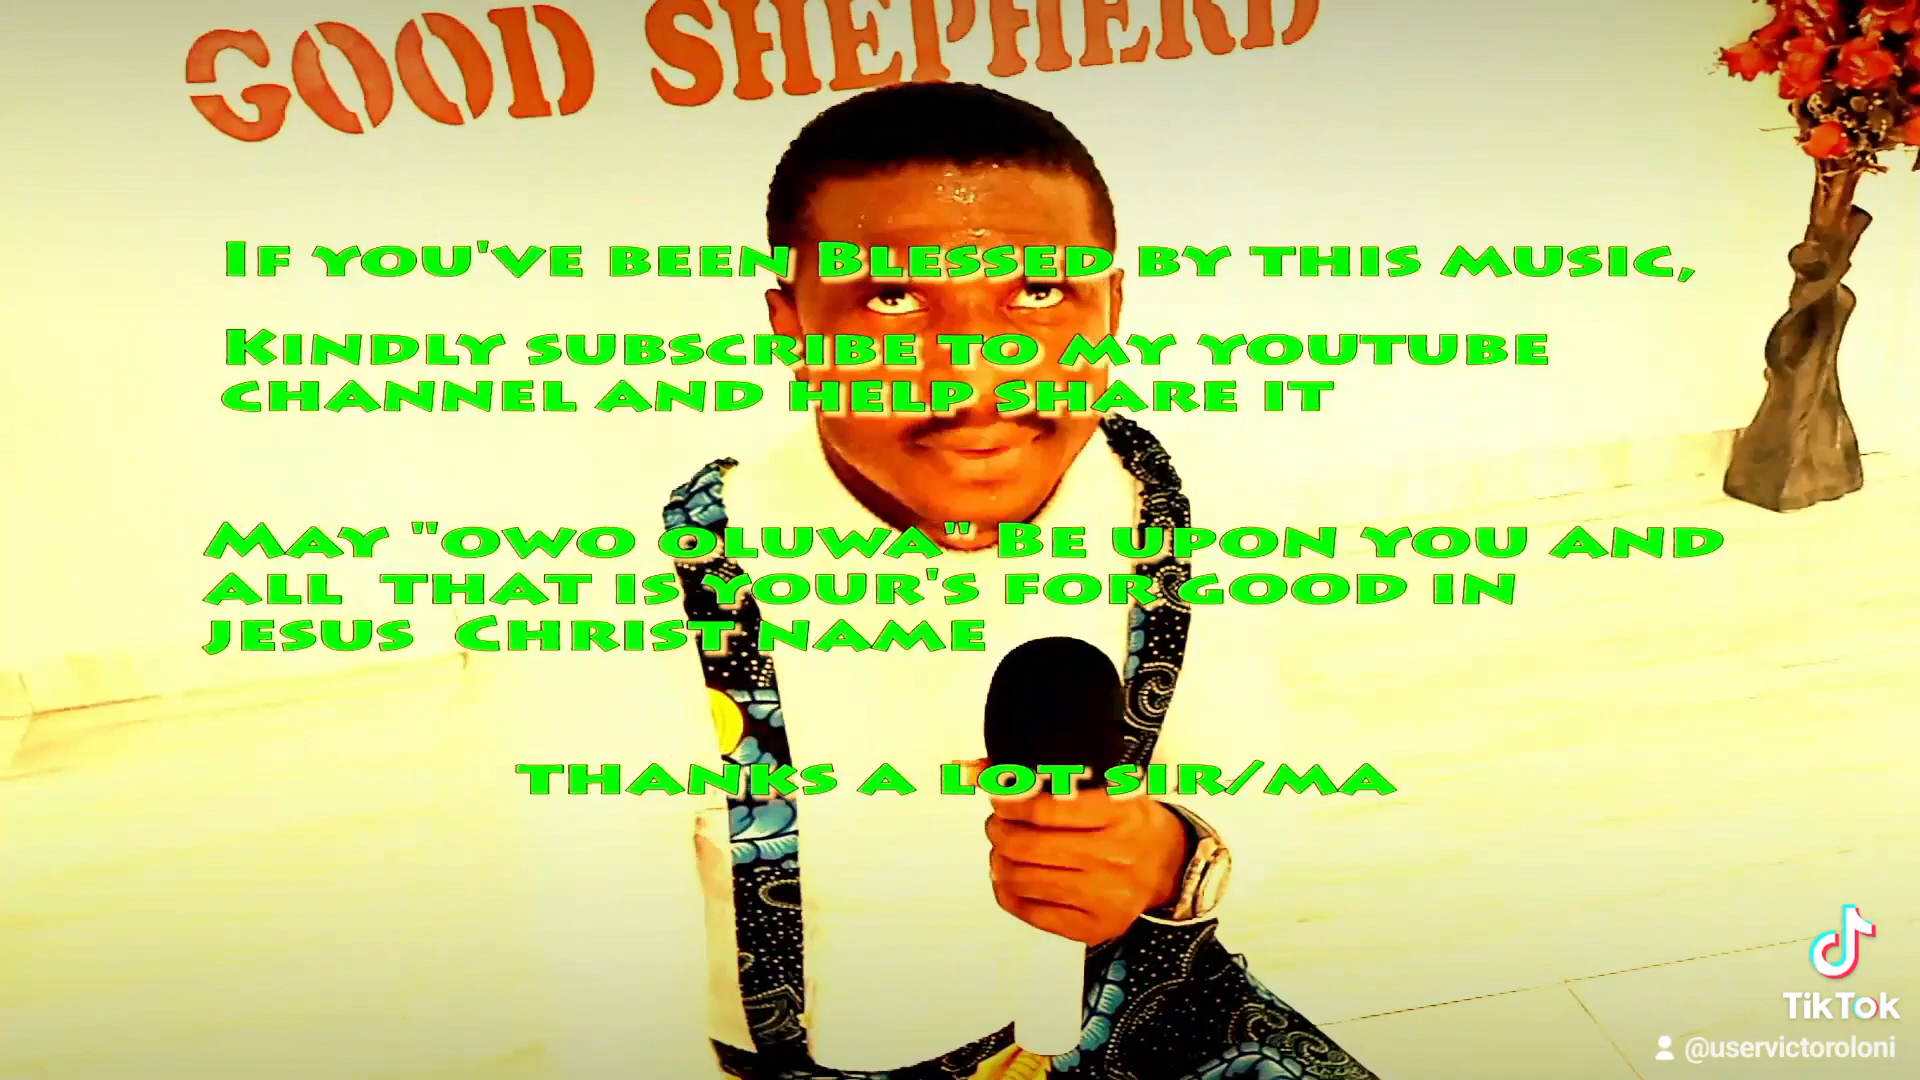 GOOD SHEPHERD
If you've been Blessed by this music,
Kindly subscribe to my youtube
channel and help share it
May "owo oluwa" Be upon you and
all that is your's for good in
jesus Christ name
thanks a lot sir/ma
TikTok
@uservictoroloni